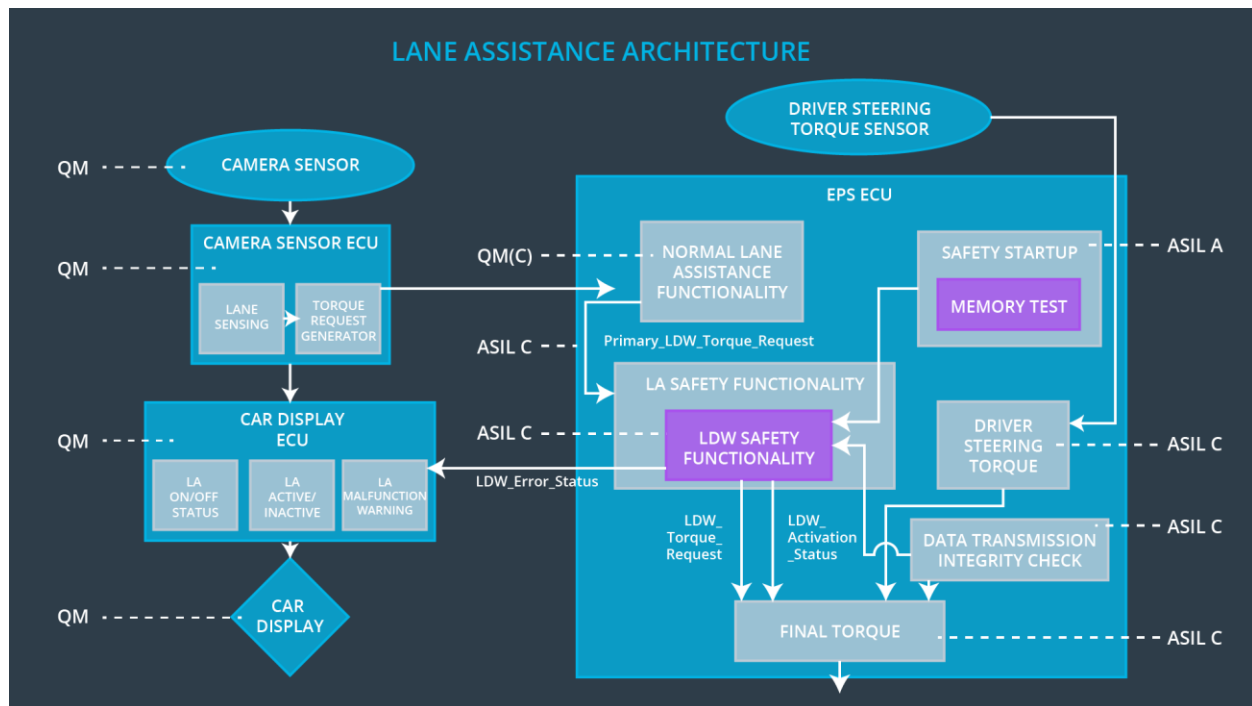 LANE ASSISTANCE ARCHITECTURE
DRIVER STEERING
TORQUE SENSOR
QM
CAMERA SENSOR
EPS ECU
CAMERA SENSOR ECU
QM
LANE
SENSING
TORQUE
REQUEST
GENERATOR
QM(C)
NORMAL LANE
ASSISTANCE
FUNCTIONALITY
SAFETY STARTUP
ASIL A
MEMORY TEST
ASIL C
Primary_LDW_Torque_Request
LA SAFETY FUNCTIONALITY
CAR DISPLAY
ECU
QM
LA
ON/OFF
STATUS
LA
ACTIVE/
INACTIVE
LA
MALFUNCTION
WARNING
ASIL C
LDW SAFETY
FUNCTIONALITY
DRIVER
STEERING
TORQUE
ASIL C
LDW_Error_Status
LDW_
Torque_
Request
LDW_
Activation
_Status
DATA TRANSMISSION
INTEGRITY CHECK
ASIL C
QM
CAR
DISPLAY
FINAL TORQUE
ASIL C